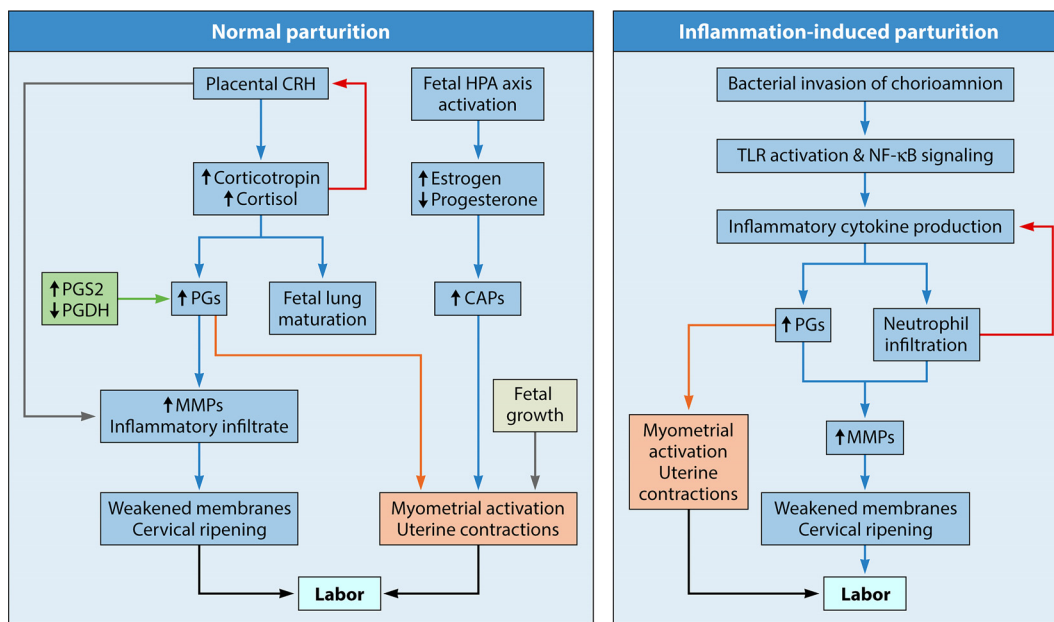 Normal parturition
Placental CRH
Fetal HPA axis
activation
↑Corticotropin
↑Cortisol
↑Estrogen
↓Progesterone
↑PGS2
↓PGDH
↑PGs
Fetal lung
maturation
↑CAPs
Fetal
growth
↑MMPs
Inflammatory infiltrate
Weakened membranes
Cervical ripening
Myometrial activation
Uterine contractions
Labor
Inflammation-induced parturition
Bacterial invasion of chorioamnion
TLR activation & NF-κB signaling
Inflammatory cytokine production
↑PGs
Neutrophil
infiltration
Myometrial
activation
Uterine
contractions
↑MMPs
Weakened membranes
Cervical ripening
Labor